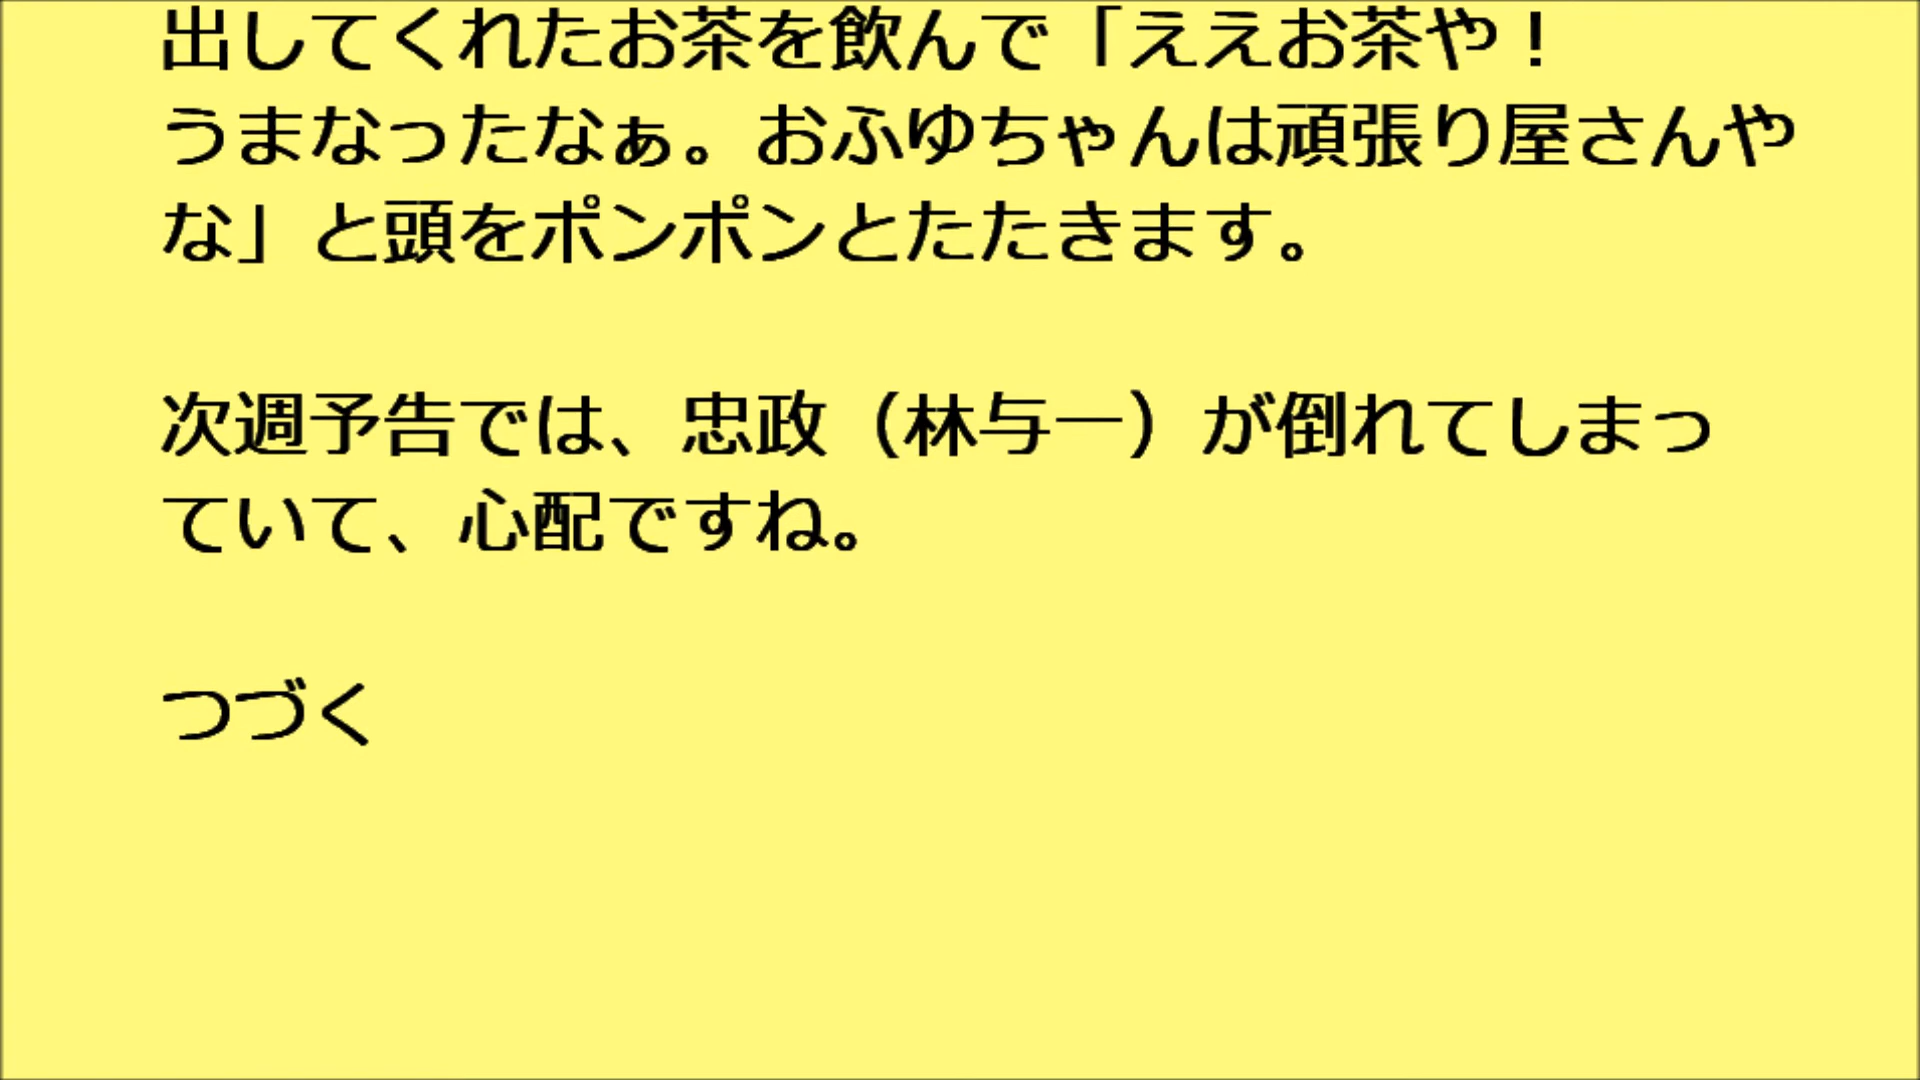 出してくれたお茶を飲んで「ええお茶や！
うまなったなぁ。おふゆちゃんは頑張り屋さんや
な」と頭をポンポンとたたきます。
次週予告では、忠政（林与一）が倒れてしまっ
ていて、心配ですね。
つづく